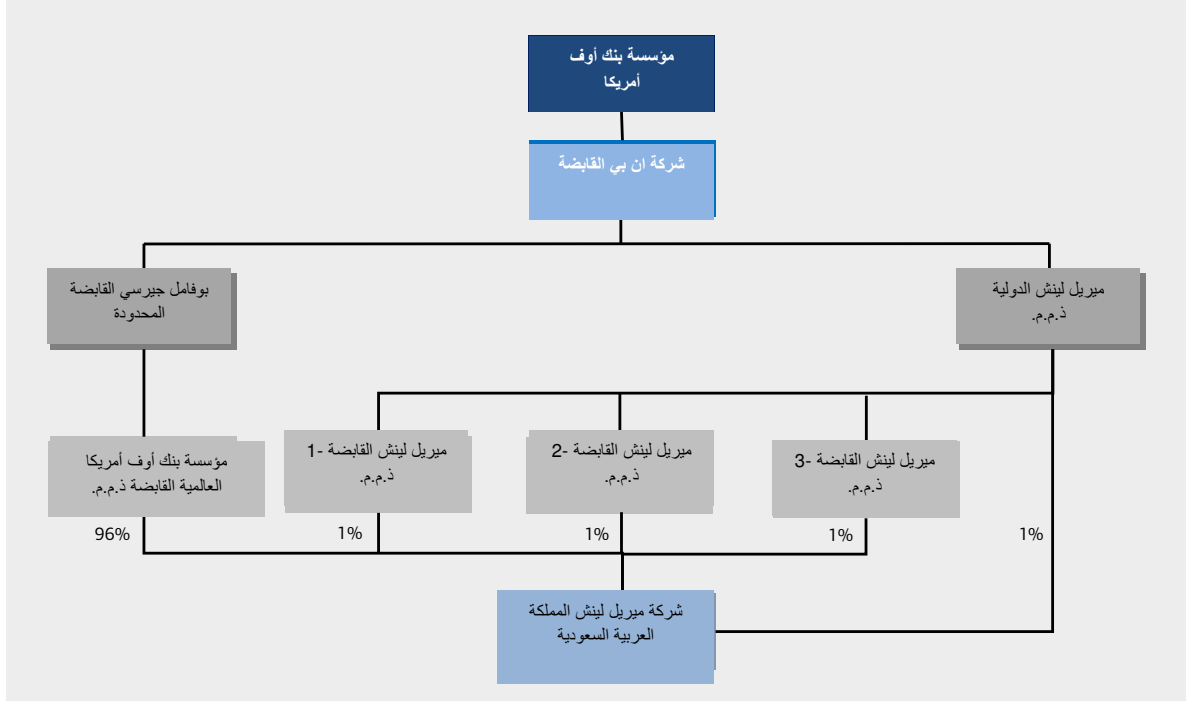 مؤسسة بنك أوف
أمريكا
شركة ان بي القابضة
بوفامل جيرسي القابضة
المحدودة
ميريل لينش الدولية
ذ.م.م.
مؤسسة بنك أوف أمريكا
العالمية القابضة ذ.م.م.
ميريل لينش القابضة -1
ذ.م.م.
ميريل لينش القابضة -2
ذ.م.م.
ميريل لينش القابضة -3
ذ.م.م.
96%
1%
1%
1%
1%
شركة ميريل لينش المملكة
العربية السعودية